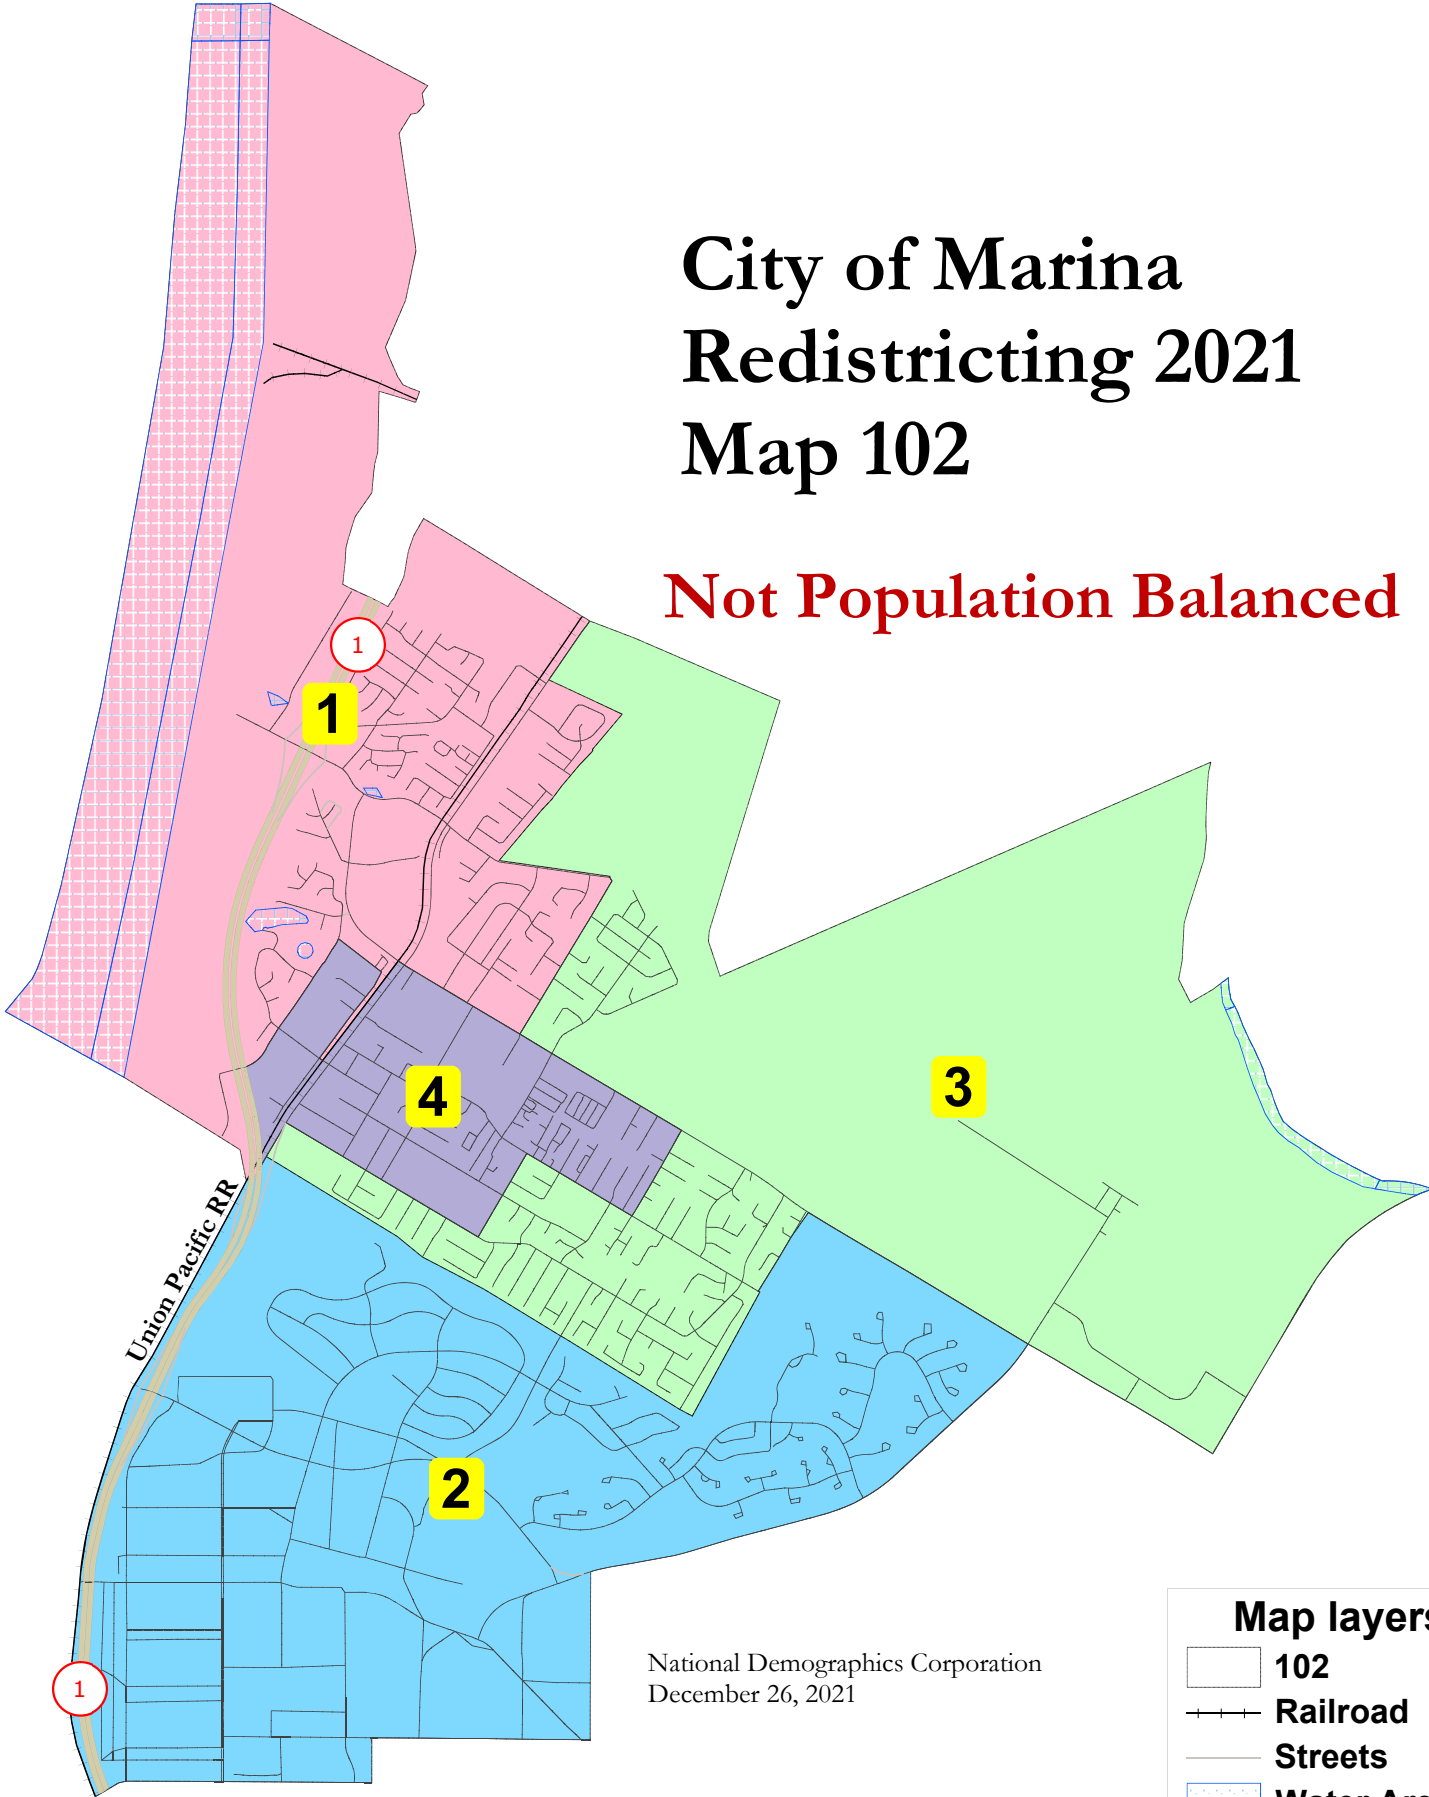 City of Marina
Redistricting 2021
Map 102
Not Population Balanced
1
1
4
3
Union Pacific RR
2
1
National Demographics Corporation
December 26, 2021
Map layers
102
Railroad
Streets
Water